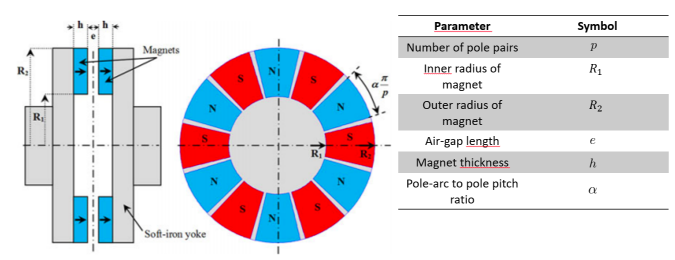 h
h
e
Magnets
R₂
R₁
Soft-iron yoke
N
S
S
N
N
α π/p
S
S
R₁
R₂
N
N
S
S
N
Parameter Symbol
Number of pole pairs p
Inner radius of
magnet R₁
Outer radius of
magnet R₂
Air-gap length e
Magnet thickness h
Pole-arc to pole pitch
ratio α